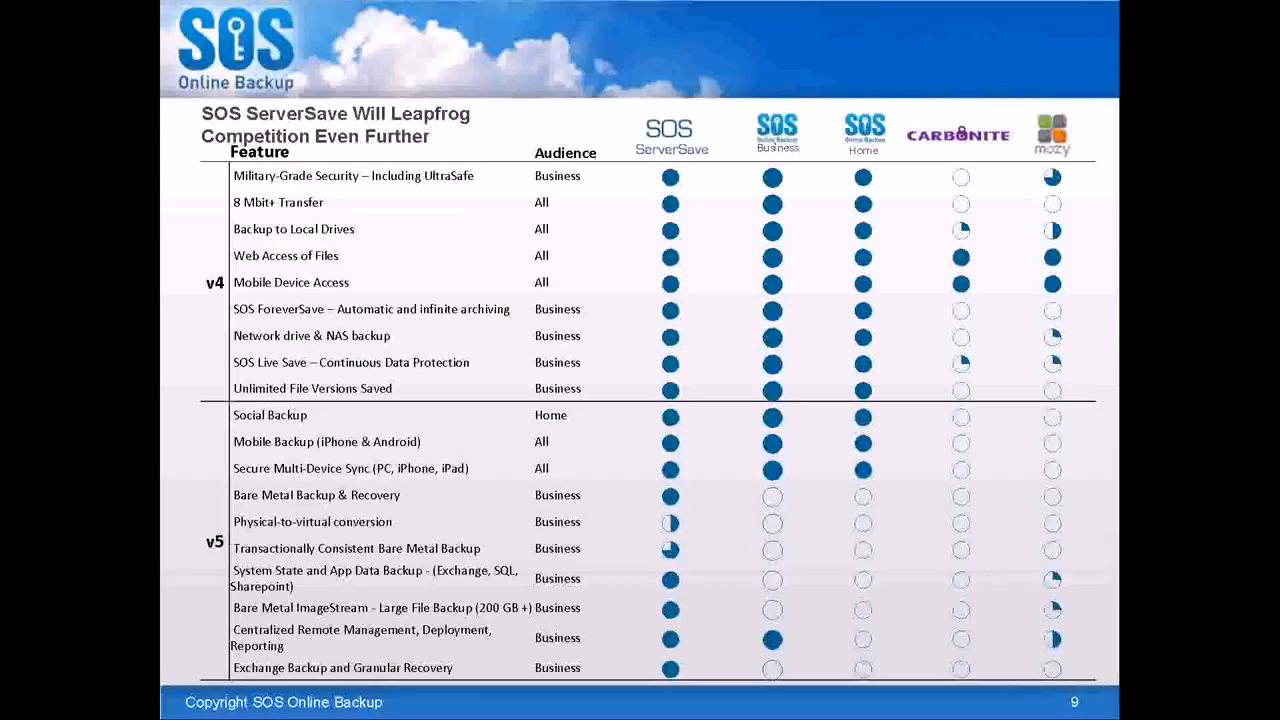 SOS
Online Backup
SOS ServerSave Will Leapfrog
Competition Even Further
Feature
Audience
SOS
ServerSave
SOS
Online Backup
Business
SOS
Online Backup
Home
CARBONITE
mozy
v4
Military-Grade Security – Including UltraSafe Business
8 Mbit+ Transfer All
Backup to Local Drives All
Web Access of Files All
Mobile Device Access All
SOS ForeverSave – Automatic and infinite archiving Business
Network drive & NAS backup Business
SOS Live Save – Continuous Data Protection Business
Unlimited File Versions Saved Business
v5
Social Backup Home
Mobile Backup (iPhone & Android) All
Secure Multi-Device Sync (PC, iPhone, iPad) All
Bare Metal Backup & Recovery Business
Physical-to-virtual conversion Business
Transactionally Consistent Bare Metal Backup Business
System State and App Data Backup - (Exchange, SQL,
Sharepoint) Business
Bare Metal ImageStream - Large File Backup (200 GB +) Business
Centralized Remote Management, Deployment,
Reporting Business
Exchange Backup and Granular Recovery Business
Copyright SOS Online Backup
9